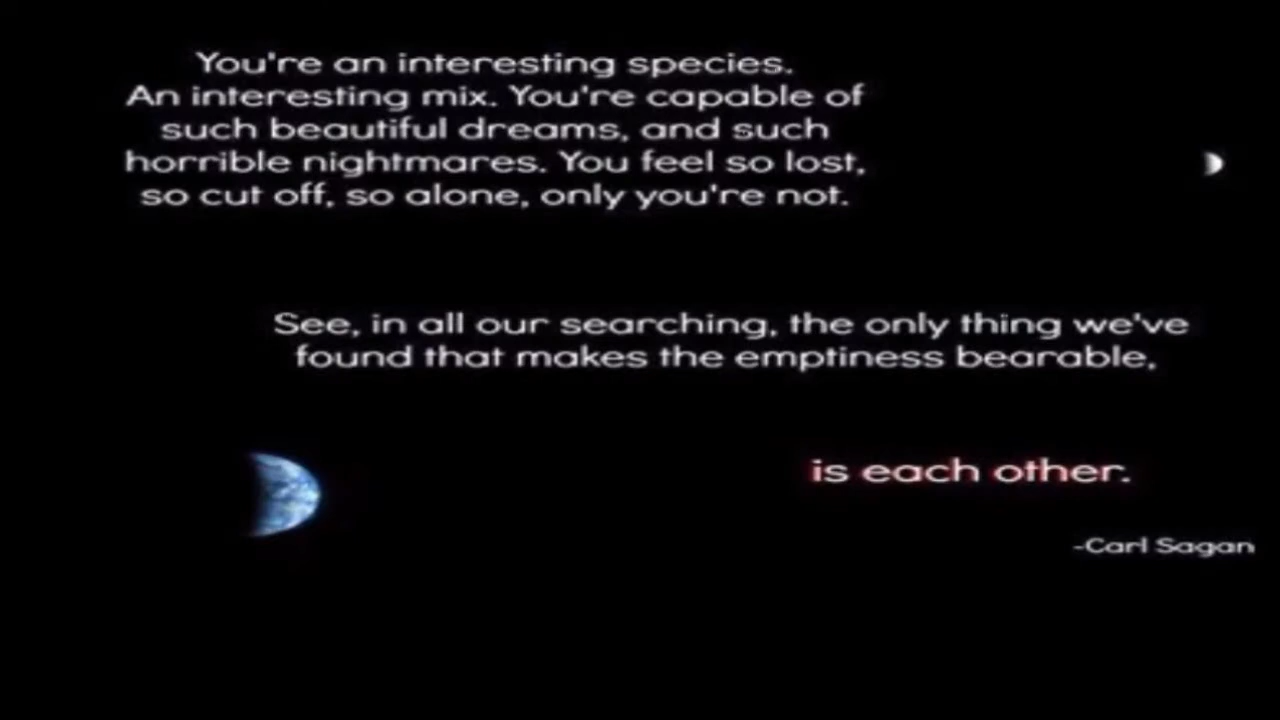 You're an interesting species.
An interesting mix. You're capable of
such beautiful dreams, and such
horrible nightmares. You feel so lost,
so cut off, so alone, only you're not.
See, in all our searching, the only thing we've
found that makes the emptiness bearable,
is each other.
-Carl Sagan